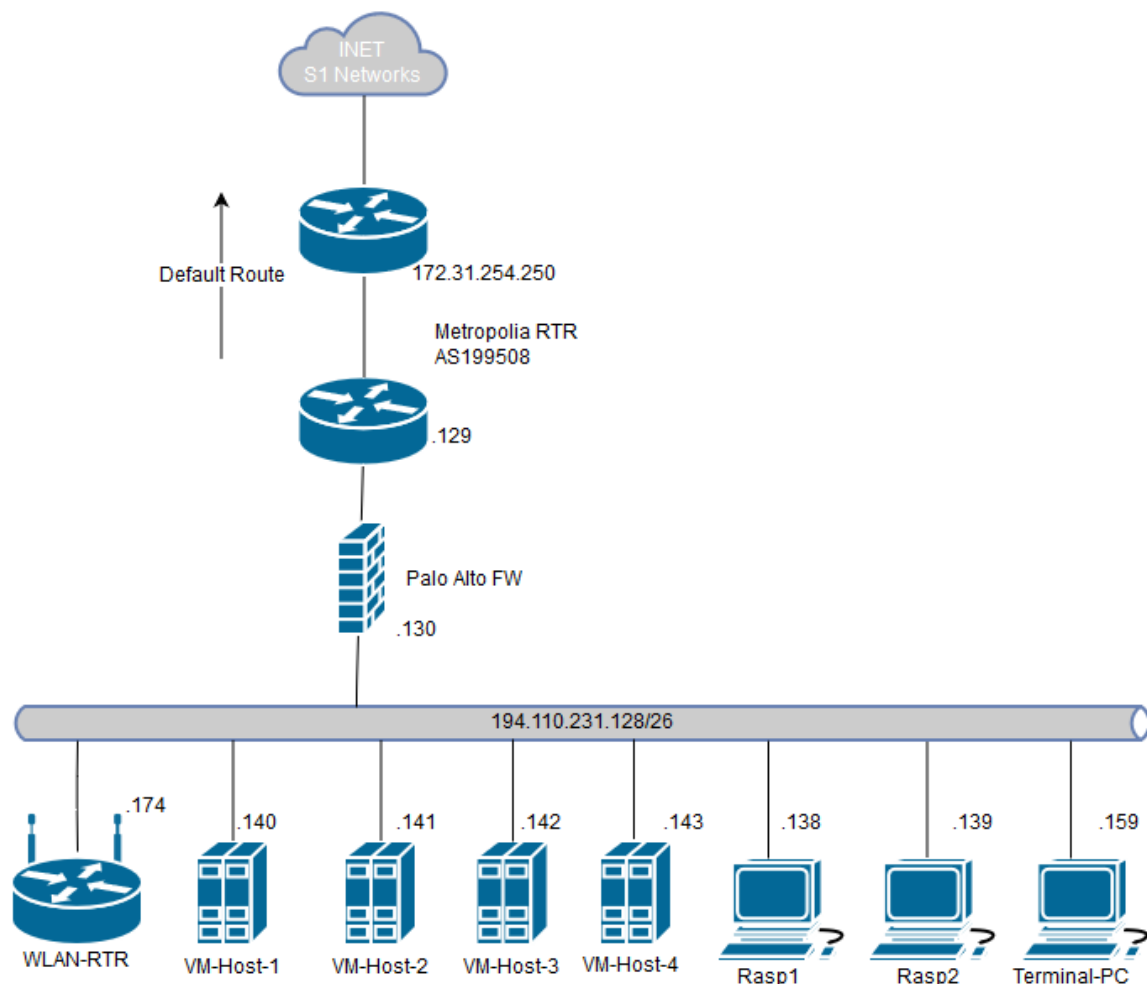 INET
S1 Networks
Default Route
172.31.254.250
Metropolia RTR
AS199508
.129
Palo Alto FW
.130
194.110.231.128/26
.174
.140
.141
.142
.143
.138
.139
.159
WLAN-RTR
VM-Host-1
VM-Host-2
VM-Host-3
VM-Host-4
Rasp1
Rasp2
Terminal-PC